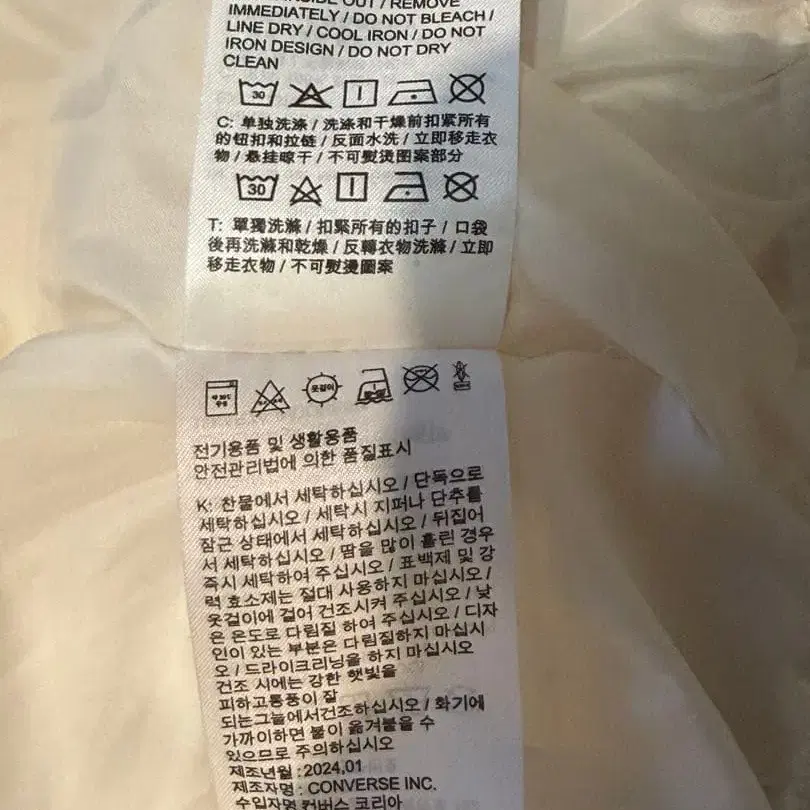 INSIDE OUT / REMOVE
IMMEDIATELY / DO NOT BLEACH /
LINE DRY / COOL IRON / DO NOT
IRON DESIGN / DO NOT DRY
CLEAN
30
C: 单独洗涤 / 洗涤和干燥前扣紧所有
的钮扣和拉链 / 反面水洗 / 立即移走衣
物 / 悬挂晾干 / 不可熨烫图案部分
30
T: 單獨洗滌 / 扣緊所有的扣子 / 口袋
後再洗滌和乾燥 / 反轉衣物洗滌 / 立即
移走衣物 / 不可熨燙圖案
옷걸이
전기용품 및 생활용품
안전관리법에 의한 품질표시
K: 찬물에서 세탁하십시오 / 단독으로
세탁하십시오 / 세탁시 지퍼나 단추를
잠근 상태에서 세탁하십시오 / 뒤집어
서 세탁하십시오 / 땀을 많이 흘린 경우
즉시 세탁하여 주십시오 / 표백제 및 강
력 효소제는 절대 사용하지 마십시오 /
옷걸이에 걸어 건조시켜 주십시오 / 낮
은 온도로 다림질 하여 주십시오 / 디자
인이 있는 부분은 다림질하지 마십시
오 / 드라이크리닝을 하지 마십시오
건조 시에는 강한 햇빛을
피하고통풍이 잘
되는그늘에서건조하십시오 / 화기에
가까이하면 불이 옮겨붙을 수
있으므로 주의하십시오
제조년월 : 2024,01
제조자명 : CONVERSE INC.
수입자명 컨버스 코리아